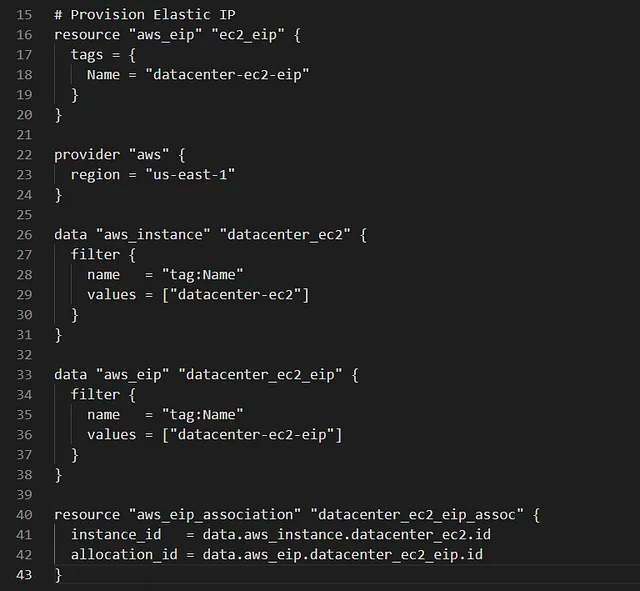 15 # Provision Elastic IP
16 resource "aws_eip" "ec2_eip" {
17   tags = {
18     Name = "datacenter-ec2-eip"
19   }
20 }
21
22 provider "aws" {
23   region = "us-east-1"
24 }
25
26 data "aws_instance" "datacenter_ec2" {
27   filter {
28     name   = "tag:Name"
29     values = ["datacenter-ec2"]
30   }
31 }
32
33 data "aws_eip" "datacenter_ec2_eip" {
34   filter {
35     name   = "tag:Name"
36     values = ["datacenter-ec2-eip"]
37   }
38 }
39
40 resource "aws_eip_association" "datacenter_ec2_eip_assoc" {
41   instance_id   = data.aws_instance.datacenter_ec2.id
42   allocation_id = data.aws_eip.datacenter_ec2_eip.id
43 }